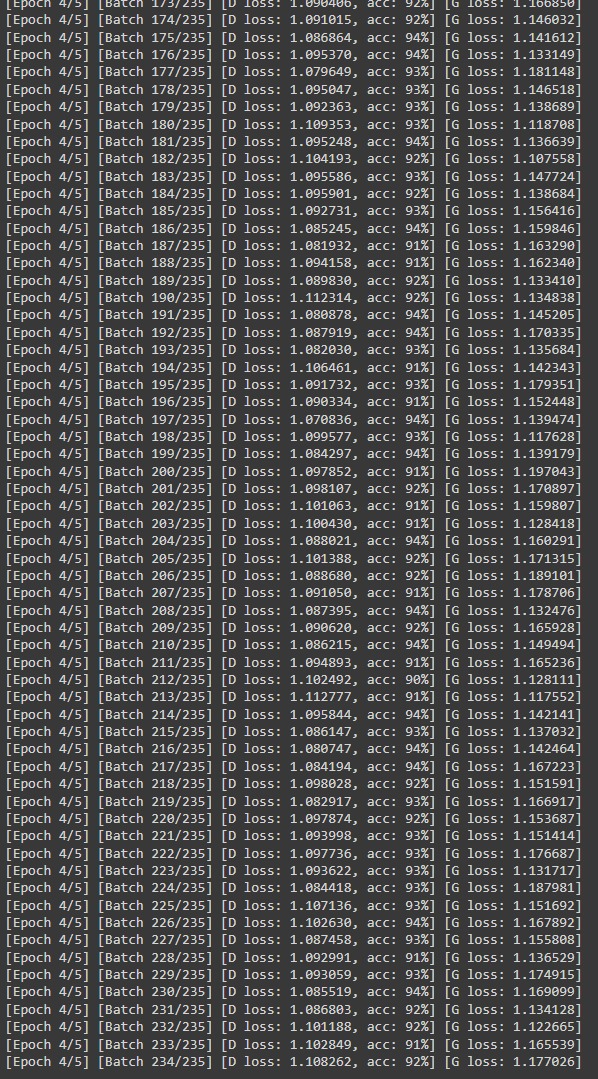 [Epoch 4/5] [Batch 173/235] [D loss: 1.090406, acc: 92%] [G loss: 1.166850]
[Epoch 4/5] [Batch 174/235] [D loss: 1.091015, acc: 92%] [G loss: 1.146032]
[Epoch 4/5] [Batch 175/235] [D loss: 1.086864, acc: 94%] [G loss: 1.141612]
[Epoch 4/5] [Batch 176/235] [D loss: 1.095370, acc: 94%] [G loss: 1.133149]
[Epoch 4/5] [Batch 177/235] [D loss: 1.079649, acc: 93%] [G loss: 1.181148]
[Epoch 4/5] [Batch 178/235] [D loss: 1.095047, acc: 93%] [G loss: 1.146518]
[Epoch 4/5] [Batch 179/235] [D loss: 1.092363, acc: 93%] [G loss: 1.138689]
[Epoch 4/5] [Batch 180/235] [D loss: 1.109353, acc: 93%] [G loss: 1.118708]
[Epoch 4/5] [Batch 181/235] [D loss: 1.095248, acc: 94%] [G loss: 1.136639]
[Epoch 4/5] [Batch 182/235] [D loss: 1.104193, acc: 92%] [G loss: 1.107558]
[Epoch 4/5] [Batch 183/235] [D loss: 1.095586, acc: 93%] [G loss: 1.147724]
[Epoch 4/5] [Batch 184/235] [D loss: 1.095901, acc: 92%] [G loss: 1.138684]
[Epoch 4/5] [Batch 185/235] [D loss: 1.092731, acc: 93%] [G loss: 1.156416]
[Epoch 4/5] [Batch 186/235] [D loss: 1.085245, acc: 94%] [G loss: 1.159846]
[Epoch 4/5] [Batch 187/235] [D loss: 1.081932, acc: 91%] [G loss: 1.163290]
[Epoch 4/5] [Batch 188/235] [D loss: 1.094158, acc: 91%] [G loss: 1.162340]
[Epoch 4/5] [Batch 189/235] [D loss: 1.089830, acc: 92%] [G loss: 1.133410]
[Epoch 4/5] [Batch 190/235] [D loss: 1.112314, acc: 92%] [G loss: 1.134838]
[Epoch 4/5] [Batch 191/235] [D loss: 1.080878, acc: 94%] [G loss: 1.145205]
[Epoch 4/5] [Batch 192/235] [D loss: 1.087919, acc: 94%] [G loss: 1.170335]
[Epoch 4/5] [Batch 193/235] [D loss: 1.082030, acc: 93%] [G loss: 1.135684]
[Epoch 4/5] [Batch 194/235] [D loss: 1.106461, acc: 91%] [G loss: 1.142343]
[Epoch 4/5] [Batch 195/235] [D loss: 1.091732, acc: 93%] [G loss: 1.179351]
[Epoch 4/5] [Batch 196/235] [D loss: 1.090334, acc: 91%] [G loss: 1.152448]
[Epoch 4/5] [Batch 197/235] [D loss: 1.070836, acc: 94%] [G loss: 1.139474]
[Epoch 4/5] [Batch 198/235] [D loss: 1.099577, acc: 93%] [G loss: 1.117628]
[Epoch 4/5] [Batch 199/235] [D loss: 1.084297, acc: 94%] [G loss: 1.139179]
[Epoch 4/5] [Batch 200/235] [D loss: 1.097852, acc: 91%] [G loss: 1.197043]
[Epoch 4/5] [Batch 201/235] [D loss: 1.098107, acc: 92%] [G loss: 1.170897]
[Epoch 4/5] [Batch 202/235] [D loss: 1.101063, acc: 91%] [G loss: 1.159807]
[Epoch 4/5] [Batch 203/235] [D loss: 1.100430, acc: 91%] [G loss: 1.128418]
[Epoch 4/5] [Batch 204/235] [D loss: 1.088021, acc: 94%] [G loss: 1.160291]
[Epoch 4/5] [Batch 205/235] [D loss: 1.101388, acc: 92%] [G loss: 1.171315]
[Epoch 4/5] [Batch 206/235] [D loss: 1.088680, acc: 92%] [G loss: 1.189101]
[Epoch 4/5] [Batch 207/235] [D loss: 1.091050, acc: 91%] [G loss: 1.178706]
[Epoch 4/5] [Batch 208/235] [D loss: 1.087395, acc: 94%] [G loss: 1.132476]
[Epoch 4/5] [Batch 209/235] [D loss: 1.090620, acc: 92%] [G loss: 1.165928]
[Epoch 4/5] [Batch 210/235] [D loss: 1.086215, acc: 94%] [G loss: 1.149494]
[Epoch 4/5] [Batch 211/235] [D loss: 1.094893, acc: 91%] [G loss: 1.165236]
[Epoch 4/5] [Batch 212/235] [D loss: 1.102492, acc: 90%] [G loss: 1.128111]
[Epoch 4/5] [Batch 213/235] [D loss: 1.112777, acc: 91%] [G loss: 1.117552]
[Epoch 4/5] [Batch 214/235] [D loss: 1.095844, acc: 94%] [G loss: 1.142141]
[Epoch 4/5] [Batch 215/235] [D loss: 1.086147, acc: 93%] [G loss: 1.137032]
[Epoch 4/5] [Batch 216/235] [D loss: 1.080747, acc: 94%] [G loss: 1.142464]
[Epoch 4/5] [Batch 217/235] [D loss: 1.084194, acc: 94%] [G loss: 1.167223]
[Epoch 4/5] [Batch 218/235] [D loss: 1.098028, acc: 92%] [G loss: 1.151591]
[Epoch 4/5] [Batch 219/235] [D loss: 1.082917, acc: 93%] [G loss: 1.166917]
[Epoch 4/5] [Batch 220/235] [D loss: 1.097874, acc: 92%] [G loss: 1.153687]
[Epoch 4/5] [Batch 221/235] [D loss: 1.093998, acc: 93%] [G loss: 1.151414]
[Epoch 4/5] [Batch 222/235] [D loss: 1.097736, acc: 93%] [G loss: 1.176687]
[Epoch 4/5] [Batch 223/235] [D loss: 1.093622, acc: 92%] [G loss: 1.131717]
[Epoch 4/5] [Batch 224/235] [D loss: 1.084418, acc: 93%] [G loss: 1.187981]
[Epoch 4/5] [Batch 225/235] [D loss: 1.107136, acc: 93%] [G loss: 1.151692]
[Epoch 4/5] [Batch 226/235] [D loss: 1.102630, acc: 94%] [G loss: 1.167892]
[Epoch 4/5] [Batch 227/235] [D loss: 1.087458, acc: 93%] [G loss: 1.155808]
[Epoch 4/5] [Batch 228/235] [D loss: 1.092991, acc: 91%] [G loss: 1.136529]
[Epoch 4/5] [Batch 229/235] [D loss: 1.093059, acc: 93%] [G loss: 1.174915]
[Epoch 4/5] [Batch 230/235] [D loss: 1.085519, acc: 94%] [G loss: 1.169099]
[Epoch 4/5] [Batch 231/235] [D loss: 1.086803, acc: 92%] [G loss: 1.134128]
[Epoch 4/5] [Batch 232/235] [D loss: 1.101188, acc: 92%] [G loss: 1.122665]
[Epoch 4/5] [Batch 233/235] [D loss: 1.102849, acc: 91%] [G loss: 1.165539]
[Epoch 4/5] [Batch 234/235] [D loss: 1.108262, acc: 92%] [G loss: 1.177026]